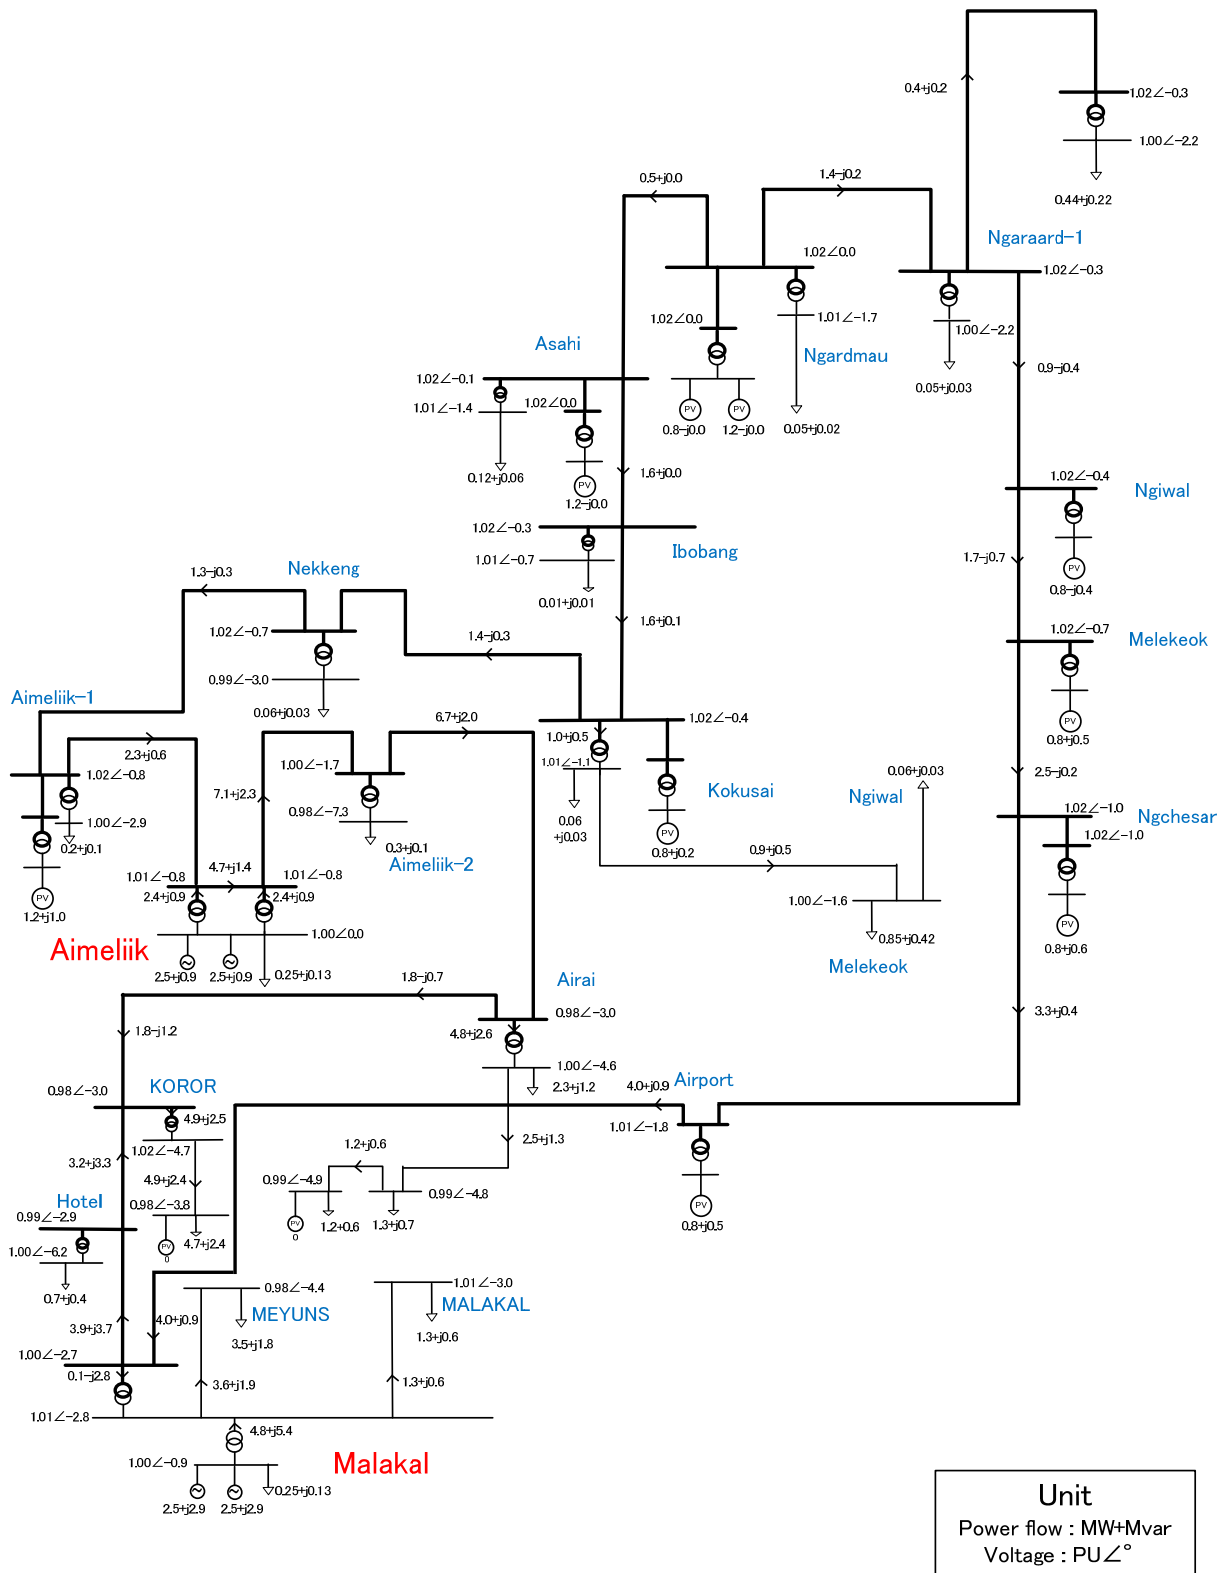 0.4+j0.2
1.02∠-0.3
1.00∠-2.2
0.44+j0.22
0.5+j0.0
1.4-j0.2
Ngaraard-1
1.02∠0.0
1.02∠-0.3
1.02∠0.0
1.01∠-1.7
1.00∠-2.2
Asahi
Ngardmau
0.9-j0.4
1.02∠-0.1
1.02∠0.0
1.01∠-1.4
0.05+j0.03
PV
PV
0.8-j0.0
1.2-j0.0
0.05+j0.02
0.12+j0.06
PV
1.2-j0.0
1.6+j0.0
1.02∠-0.4
Ngiwal
1.02∠-0.3
Ibobang
1.01∠-0.7
1.7-j0.7
PV
0.8-j0.4
Nekkeng
1.3-j0.3
0.01+j0.01
1.6+j0.1
1.02∠-0.7
1.02∠-0.7
Melekeok
1.4-j0.3
0.99∠-3.0
Aimeliik-1
0.06+j0.03
6.7+j2.0
1.02∠-0.4
PV
0.8+j0.5
1.0+j0.5
2.3+j0.6
1.00∠-1.7
1.01∠-1.1
0.06+j0.03
2.5-j0.2
1.02∠-0.8
Kokusai
Ngiwal
7.1+j2.3
0.98∠-7.3
1.02∠-1.0
Ngchesar
1.00∠-2.9
0.06
+j0.03
PV
0.8+j0.2
1.02∠-1.0
0.2+j0.1
0.3+j0.1
Aimeliik-2
4.7+j1.4
0.9+j0.5
1.01∠-0.8
1.01∠-0.8
PV
1.2+j1.0
2.4+j0.9
2.4+j0.9
1.00∠-1.6
PV
0.8+j0.6
Aimeliik
1.00∠0.0
0.85+j0.42
Melekeok
2.5+j0.9
2.5+j0.9
0.25+j0.13
1.8-j0.7
Airai
0.98∠-3.0
3.3+j0.4
1.8-j1.2
4.8+j2.6
1.00∠-4.6
KOROR
0.98∠-3.0
2.3+j1.2
4.0+j0.9
Airport
4.9+j2.5
1.01∠-1.8
1.02∠-4.7
1.2+j0.6
2.5+j1.3
3.2+j3.3
4.9+j2.4
0.99∠-4.9
0.99∠-4.8
Hotel
0.98∠-3.8
PV
0.8+j0.5
0.99∠-2.9
PV
0
1.2+0.6
1.3+j0.7
1.00∠-6.2
PV
0
4.7+j2.4
0.7+j0.4
0.98∠-4.4
1.01∠-3.0
MEYUNS
MALAKAL
3.9+j3.7
4.0+j0.9
3.5+j1.8
1.3+j0.6
1.00∠-2.7
0.1-j2.8
3.6+j1.9
1.3+j0.6
1.01∠-2.8
4.8+j5.4
1.00∠-0.9
Malakal
0.25+j0.13
2.5+j2.9
2.5+j2.9
Unit
Power flow : MW+Mvar
Voltage : PU∠°